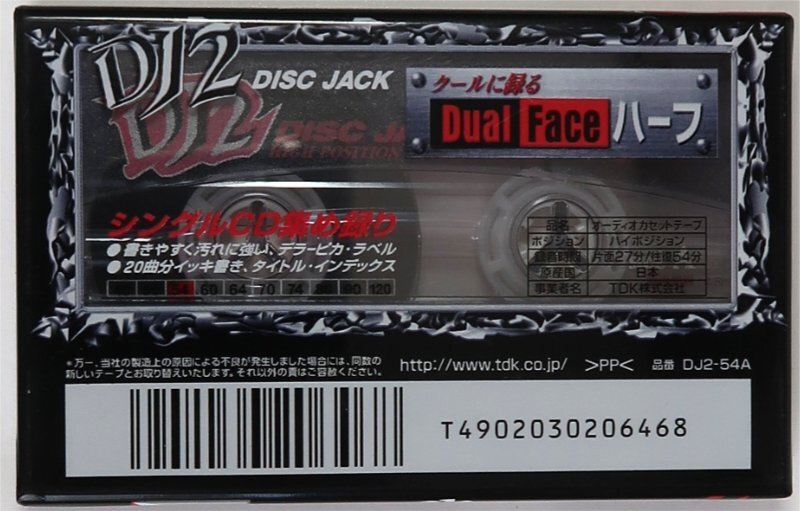 DJ2 DISC JACK
DJ2 DISC JA
HIGH POSITION
クールに録る
Dual Face ハーフ
シングルCD集め録り
●書きやすく汚れに強い、デラーピカ・ラベル
●20曲分イッキ書き、タイトル・インデックス
54 60 64 70 74 80 90 120
品名 オーディオカセットテープ
ポジション ハイポジション
録音時間 片面27分/往復54分
原産国 日本
事業者名 TDK株式会社
*万一、当社の製造上の原因による不良が発生しました場合には、同数の
新しいテープとお取り替えいたします。それ以外の責はご容赦ください。
http://www.tdk.co.jp/ >PP< 品番 DJ2-54A
T4902030206468